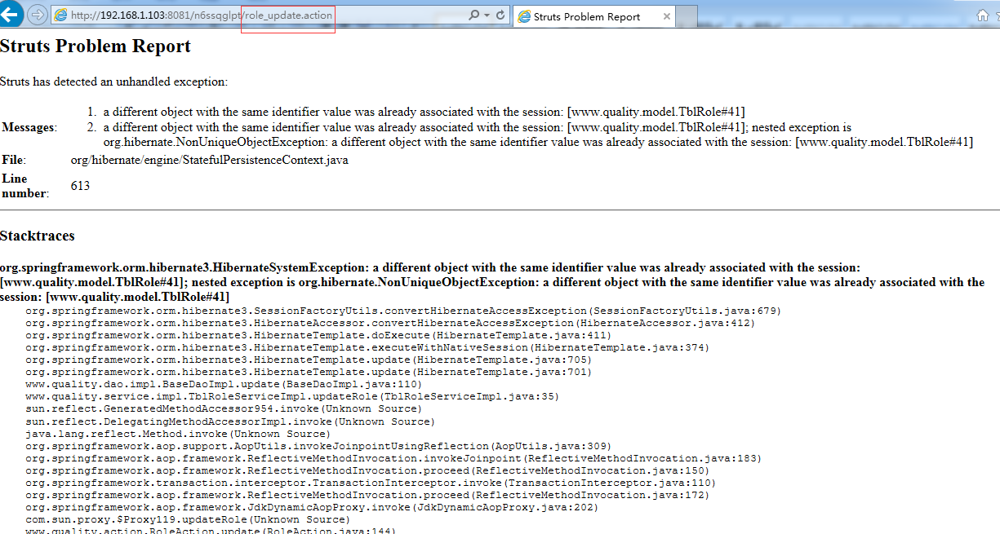 http://192.168.1.103:8081/n6ssqglpt/role_update.action
Struts Problem Report
Struts Problem Report
Struts has detected an unhandled exception:
Messages:
1. a different object with the same identifier value was already associated with the session: [www.quality.model.TblRole#41]
2. a different object with the same identifier value was already associated with the session: [www.quality.model.TblRole#41]; nested exception is
org.hibernate.NonUniqueObjectException: a different object with the same identifier value was already associated with the session: [www.quality.model.TblRole#41]
File: org/hibernate/engine/StatefulPersistenceContext.java
Line
number: 613
Stacktraces
org.springframework.orm.hibernate3.HibernateSystemException: a different object with the same identifier value was already associated with the session:
[www.quality.model.TblRole#41]; nested exception is org.hibernate.NonUniqueObjectException: a different object with the same identifier value was already associated with the
session: [www.quality.model.TblRole#41]
org.springframework.orm.hibernate3.SessionFactoryUtils.convertHibernateAccessException(SessionFactoryUtils.java:679)
org.springframework.orm.hibernate3.HibernateAccessor.convertHibernateAccessException(HibernateAccessor.java:412)
org.springframework.orm.hibernate3.HibernateTemplate.doExecute(HibernateTemplate.java:411)
org.springframework.orm.hibernate3.HibernateTemplate.executeWithNativeSession(HibernateTemplate.java:374)
org.springframework.orm.hibernate3.HibernateTemplate.update(HibernateTemplate.java:705)
org.springframework.orm.hibernate3.HibernateTemplate.update(HibernateTemplate.java:701)
www.quality.dao.impl.BaseDaoImpl.update(BaseDaoImpl.java:110)
www.quality.service.impl.TblRoleServiceImpl.updateRole(TblRoleServiceImpl.java:35)
sun.reflect.GeneratedMethodAccessor954.invoke(Unknown Source)
sun.reflect.DelegatingMethodAccessorImpl.invoke(Unknown Source)
java.lang.reflect.Method.invoke(Unknown Source)
org.springframework.aop.support.AopUtils.invokeJoinpointUsingReflection(AopUtils.java:309)
org.springframework.aop.framework.ReflectiveMethodInvocation.invokeJoinpoint(ReflectiveMethodInvocation.java:183)
org.springframework.aop.framework.ReflectiveMethodInvocation.proceed(ReflectiveMethodInvocation.java:150)
org.springframework.transaction.interceptor.TransactionInterceptor.invoke(TransactionInterceptor.java:110)
org.springframework.aop.framework.ReflectiveMethodInvocation.proceed(ReflectiveMethodInvocation.java:172)
org.springframework.aop.framework.JdkDynamicAopProxy.invoke(JdkDynamicAopProxy.java:202)
com.sun.proxy.$Proxy119.updateRole(Unknown Source)
www.quality.action.RoleAction.update(RoleAction.java:144)